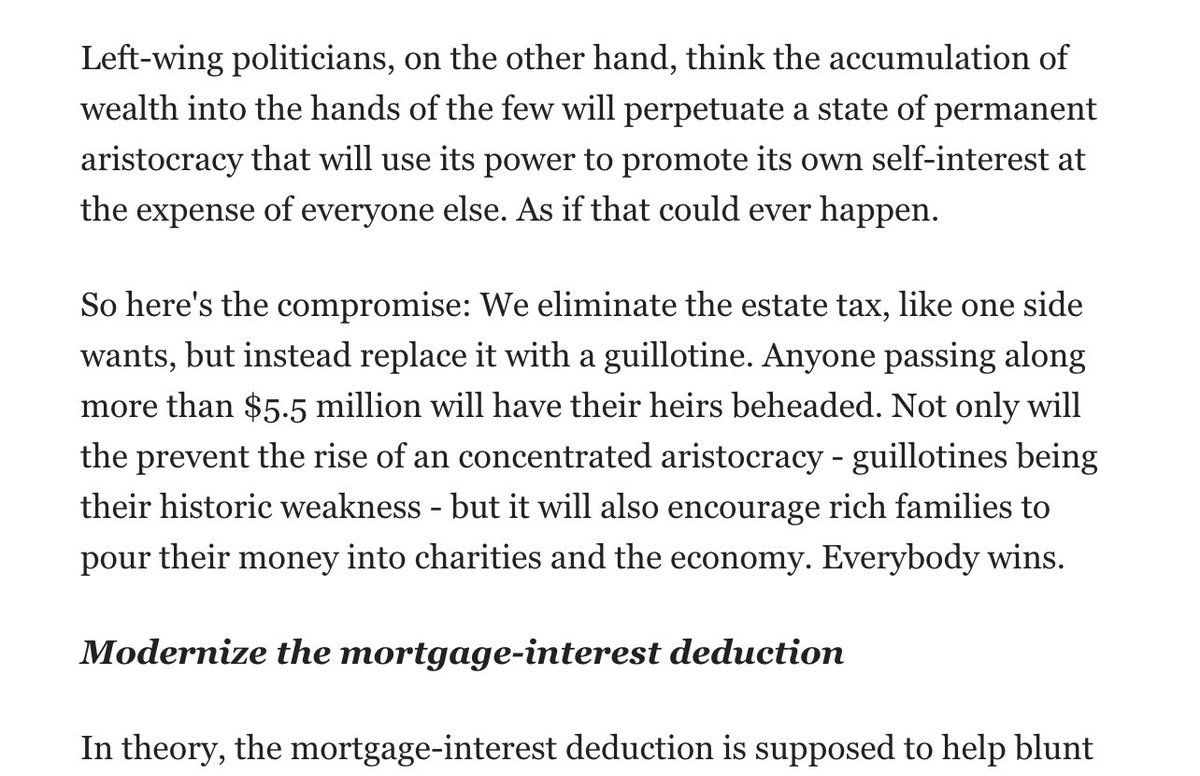 Left-wing politicians, on the other hand, think the accumulation of
wealth into the hands of the few will perpetuate a state of permanent
aristocracy that will use its power to promote its own self-interest at
the expense of everyone else. As if that could ever happen.
So here's the compromise: We eliminate the estate tax, like one side
wants, but instead replace it with a guillotine. Anyone passing along
more than $5.5 million will have their heirs beheaded. Not only will
the prevent the rise of an concentrated aristocracy - guillotines being
their historic weakness - but it will also encourage rich families to
pour their money into charities and the economy. Everybody wins.
Modernize the mortgage-interest deduction
In theory, the mortgage-interest deduction is supposed to help blunt